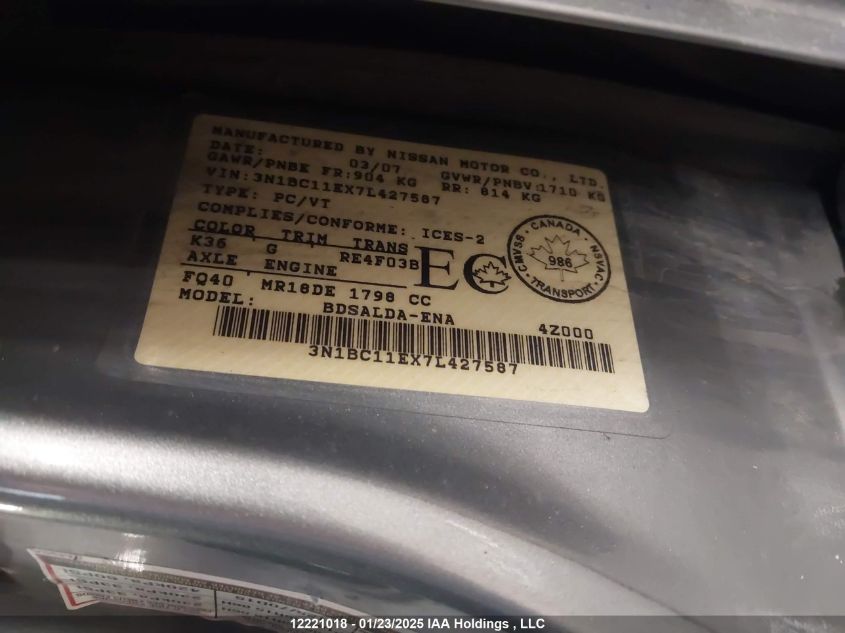 MANUFACTURED BY NISSAN MOTOR CO., LTD.
DATE: 03/07 GVWR/PNBV:1710 KG
GAWR/PNBE FR:904 KG RR: 814 KG
VIN:3N1BC11EX7L427587
TYPE: PC/VT
COMPLIES/CONFORME: ICES-2
COLOR TRIM TRANS
K36 G RE4F03B
AXLE ENGINE
FQ40 MR18DE 1798 CC
MODEL: BDSALDA-ENA 4Z000
EC
CANADA
CMVSS 986 NSVAC
TRANSPORT
3N1BC11EX7L427587
12221018 - 01/23/2025 IAA Holdings , LLC